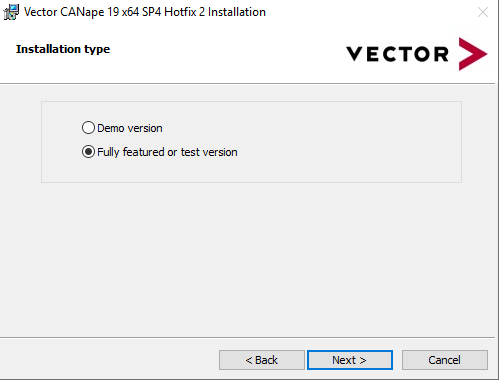 Vector CANape 19 x64 SP4 Hotfix 2 Installation
Installation type
VECTOR
Demo version
Fully featured or test version
< Back
Next >
Cancel